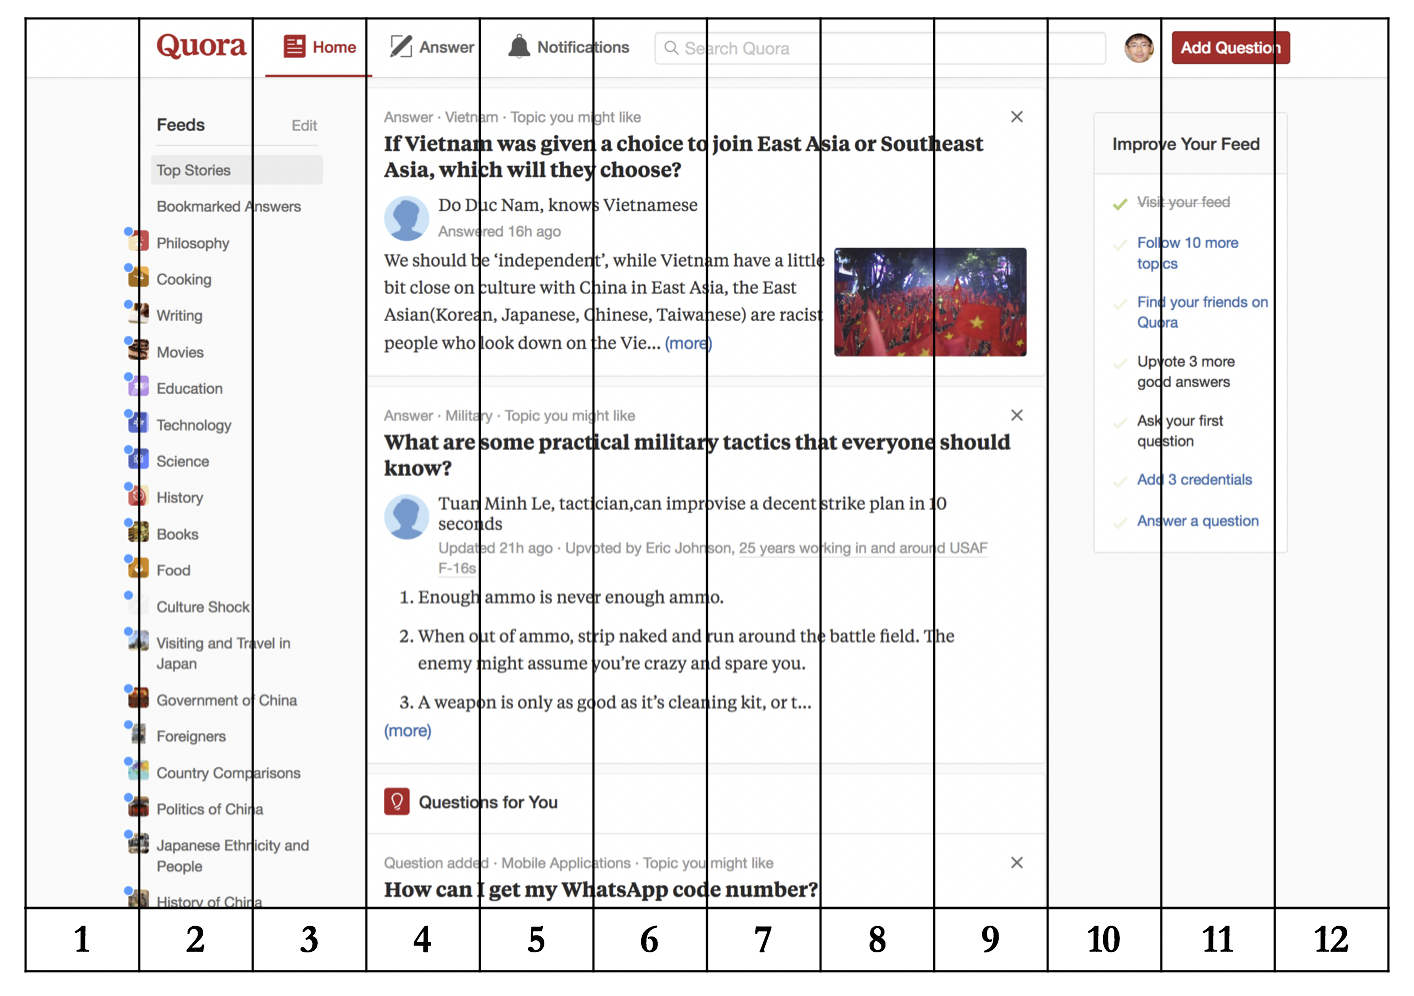 Quora
Home
Answer
Notifications
Search Quora
Add Question
Feeds
Edit
Top Stories
Bookmarked Answers
Philosophy
Cooking
Writing
Movies
Education
Technology
Science
History
Books
Food
Culture Shock
Visiting and Travel in
Japan
Government of China
Foreigners
Country Comparisons
Politics of China
Japanese Ethnicity and
People
History of China
Answer · Vietnam · Topic you might like
If Vietnam was given a choice to join East Asia or Southeast
Asia, which will they choose?
Do Duc Nam, knows Vietnamese
Answered 16h ago
We should be ‘independent’, while Vietnam have a little
bit close on culture with China in East Asia, the East
Asian(Korean, Japanese, Chinese, Taiwanese) are racist
people who look down on the Vie... (more)
Answer · Military · Topic you might like
What are some practical military tactics that everyone should
know?
Tuan Minh Le, tactician,can improvise a decent strike plan in 10
seconds
Updated 21h ago · Upvoted by Eric Johnson, 25 years working in and around USAF
F-16s
1. Enough ammo is never enough ammo.
2. When out of ammo, strip naked and run around the battle field. The
enemy might assume you’re crazy and spare you.
3. A weapon is only as good as it’s cleaning kit, or t...
(more)
Questions for You
Question added · Mobile Applications · Topic you might like
How can I get my WhatsApp code number?
Improve Your Feed
Visit your feed
Follow 10 more
topics
Find your friends on
Quora
Upvote 3 more
good answers
Ask your first
question
Add 3 credentials
Answer a question
1 2 3 4 5 6 7 8 9 10 11 12